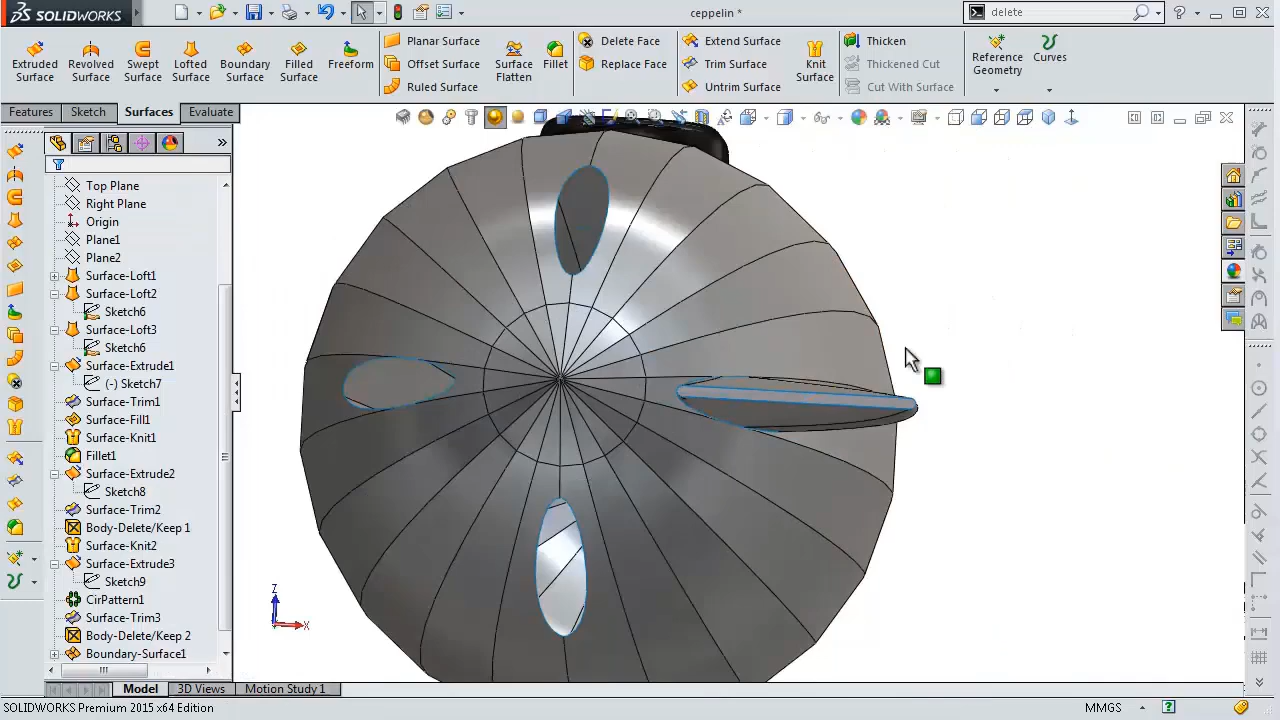 SOLIDWORKS
ceppelin *
delete
Extruded Surface
Revolved Surface
Swept Surface
Lofted Surface
Boundary Surface
Filled Surface
Freeform
Planar Surface
Offset Surface
Ruled Surface
Surface Flatten
Fillet
Delete Face
Replace Face
Extend Surface
Trim Surface
Untrim Surface
Knit Surface
Thicken
Thickened Cut
Cut With Surface
Reference Geometry
Curves
Features
Sketch
Surfaces
Evaluate
Top Plane
Right Plane
Origin
Plane1
Plane2
Surface-Loft1
Surface-Loft2
Sketch6
Surface-Loft3
Sketch6
Surface-Extrude1
(-) Sketch7
Surface-Trim1
Surface-Fill1
Surface-Knit1
Fillet1
Surface-Extrude2
Sketch8
Surface-Trim2
Body-Delete/Keep 1
Surface-Knit2
Surface-Extrude3
Sketch9
CirPattern1
Surface-Trim3
Body-Delete/Keep 2
Boundary-Surface1
Z
X
Model
3D Views
Motion Study 1
SOLIDWORKS Premium 2015 x64 Edition
MMGS